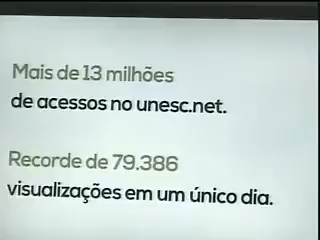 Mais de 13 milhões
de acessos no unesc.net.
Recorde de 79.386
visualizações em um único dia.